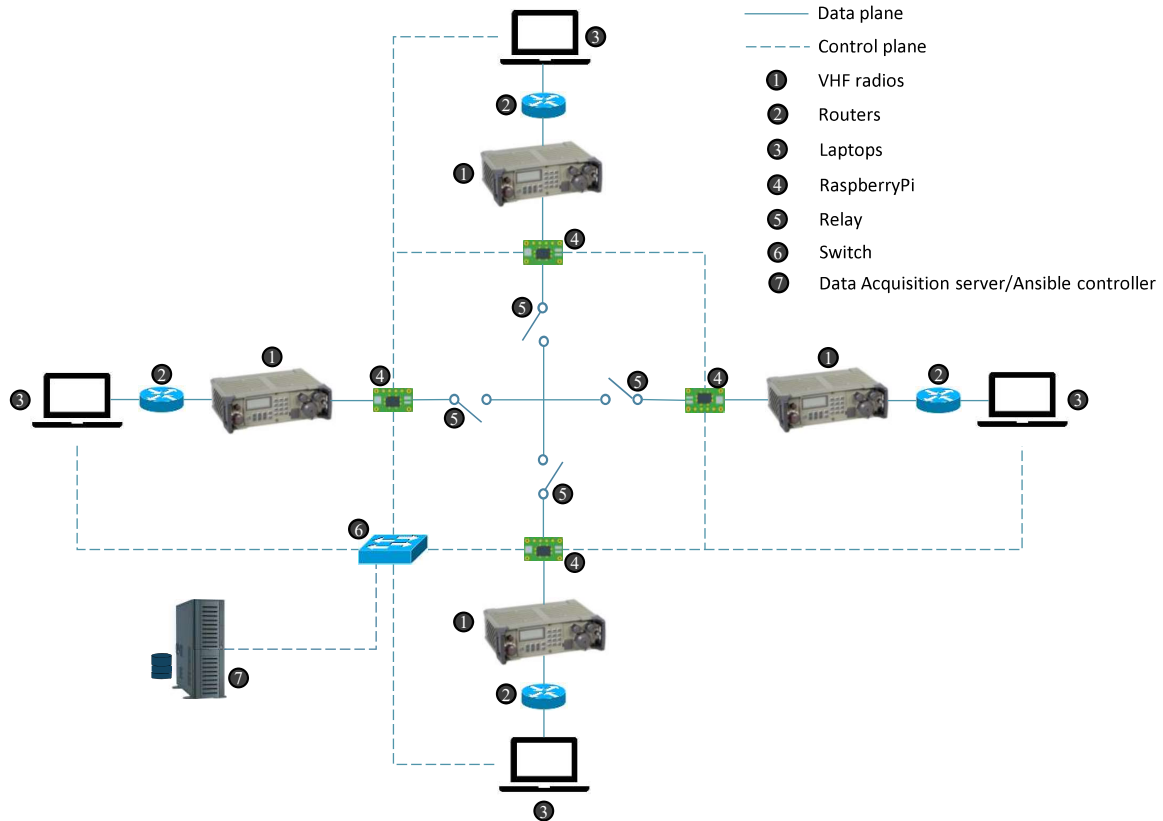 Data plane
3
Control plane
1 VHF radios
2
2 Routers
3 Laptops
1
4 RaspberryPi
5 Relay
4
6 Switch
7 Data Acquisition server/Ansible controller
5
1
1
2
4
5
4
2
3
5
3
5
6
4
1
7
2
3